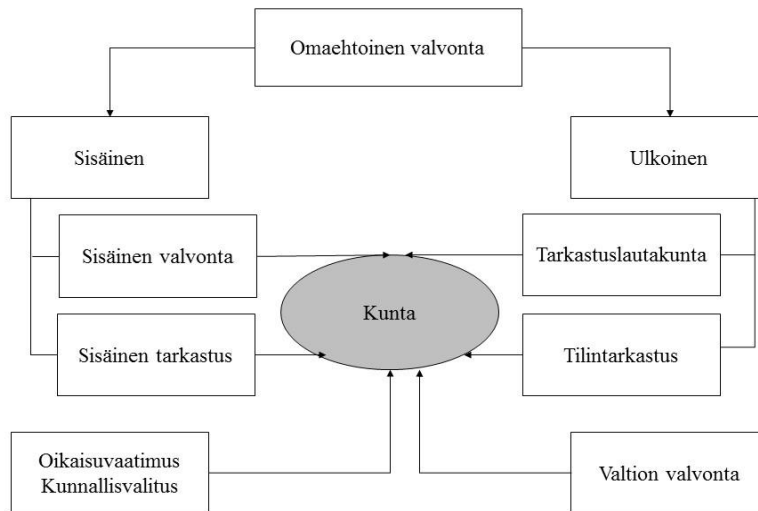 Omaehtoinen valvonta
Sisäinen
Ulkoinen
Sisäinen valvonta
Tarkastuslautakunta
Kunta
Sisäinen tarkastus
Tilintarkastus
Oikaisuvaatimus
Kunnallisvalitus
Valtion valvonta